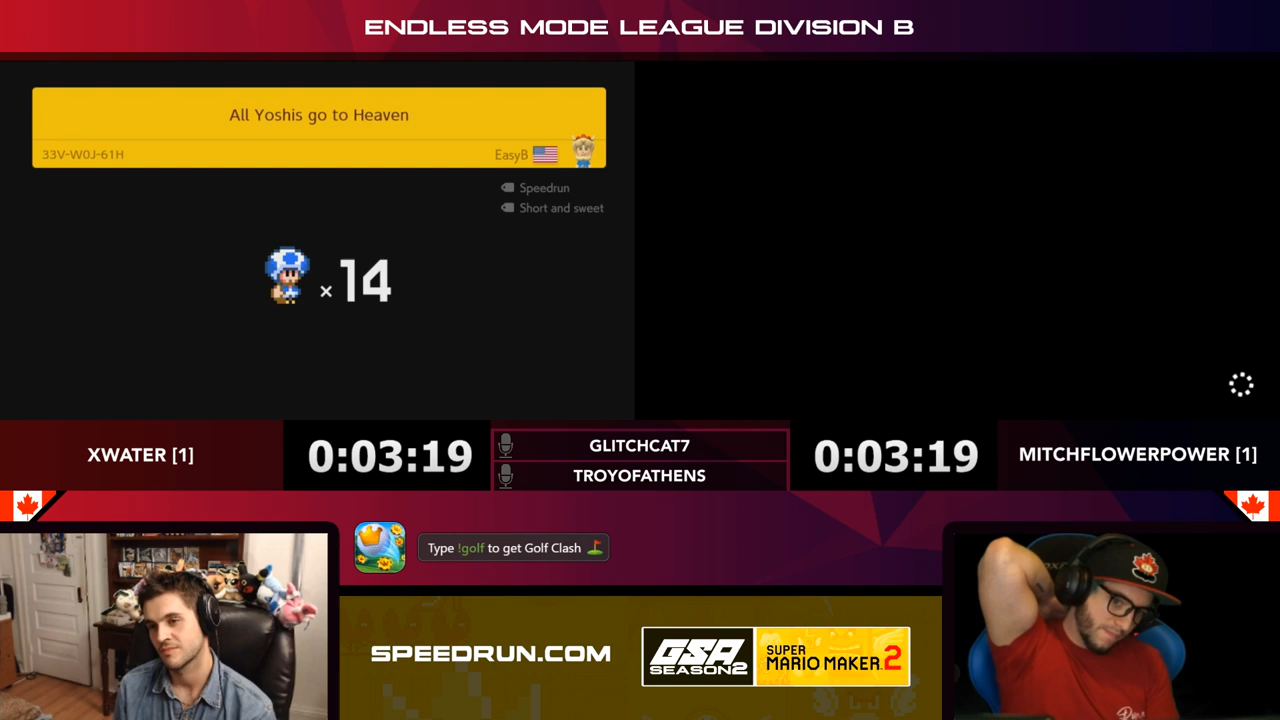 ENDLESS MODE LEAGUE DIVISION B
All Yoshis go to Heaven
33V-W0J-61H
EasyB
Speedrun
Short and sweet
× 14
XWATER [1]
0:03:19
GLITCHCAT7
TROYOFATHENS
0:03:19
MITCHFLOWERPOWER [1]
Type !golf to get Golf Clash
SPEEDRUN.COM
GSA
SEASON2
SUPER
MARIO MAKER 2